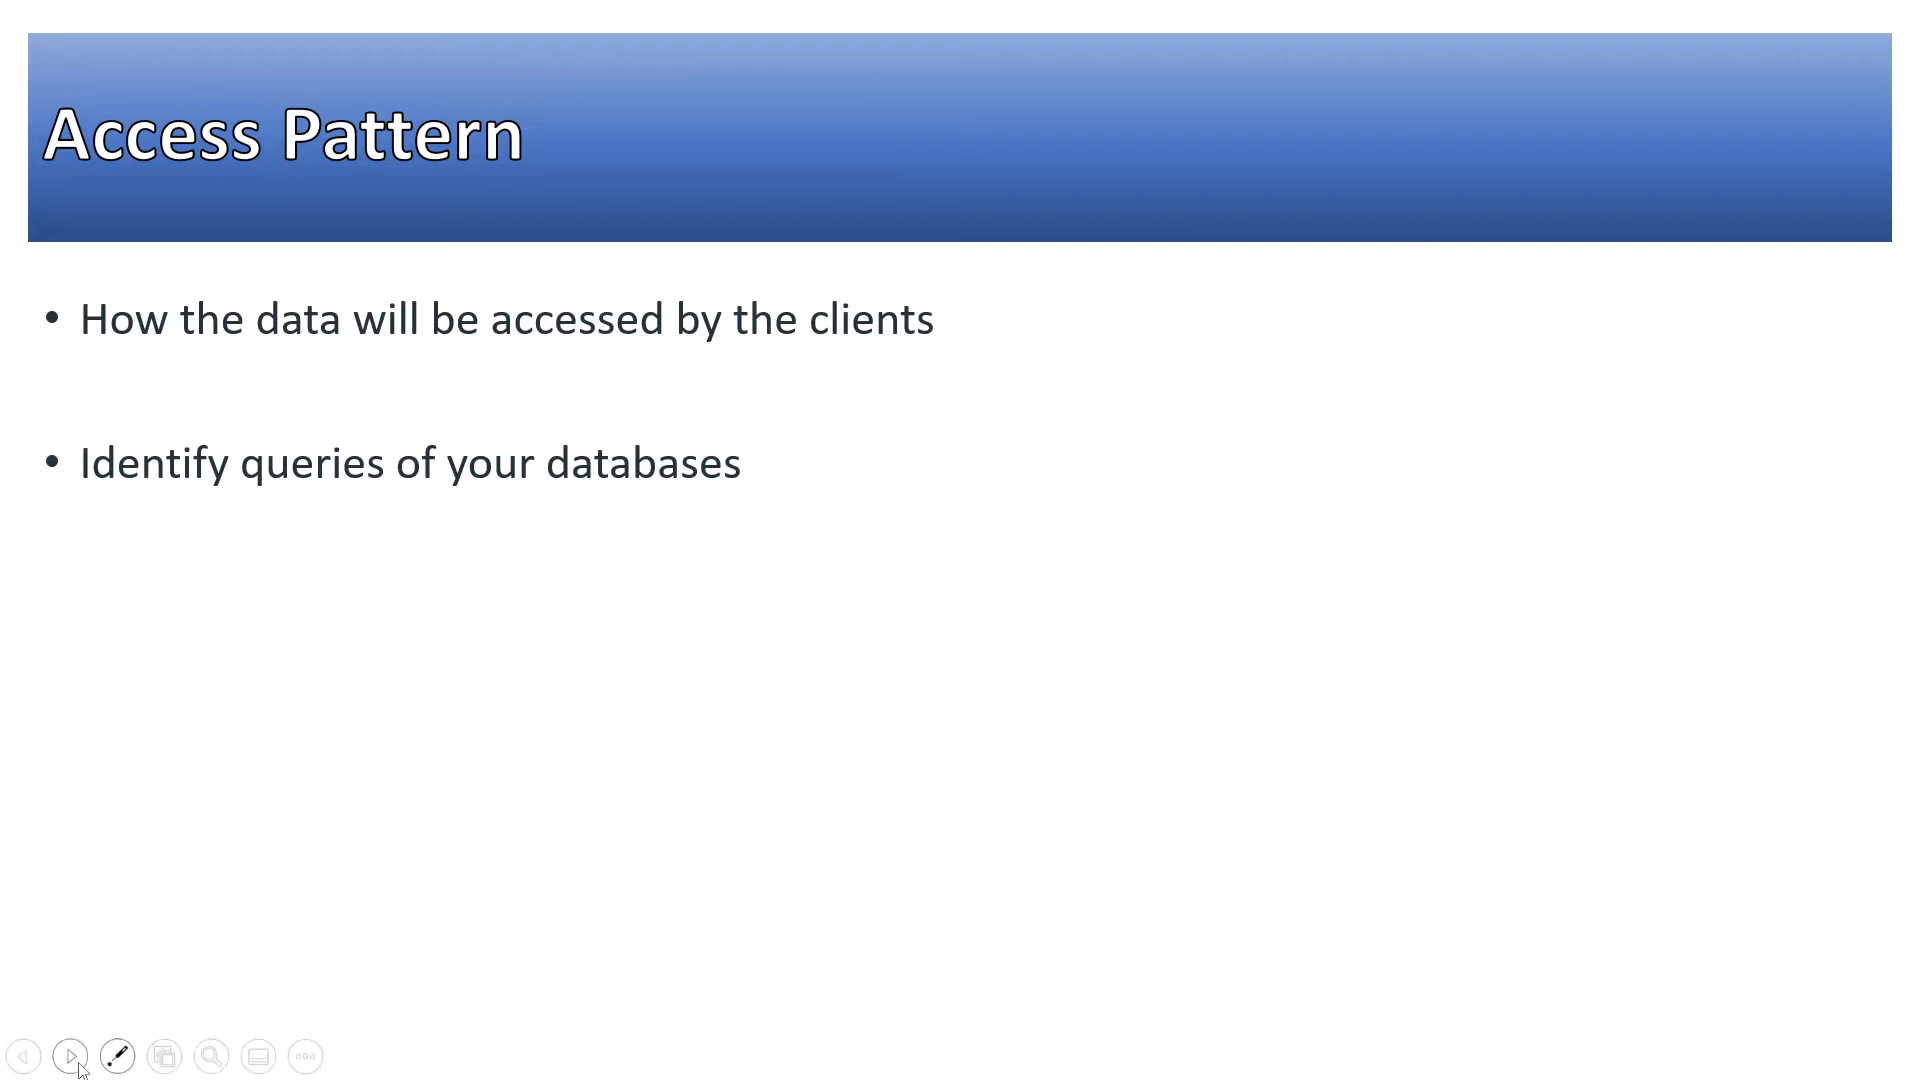 Access Pattern
• How the data will be accessed by the clients
• Identify queries of your databases